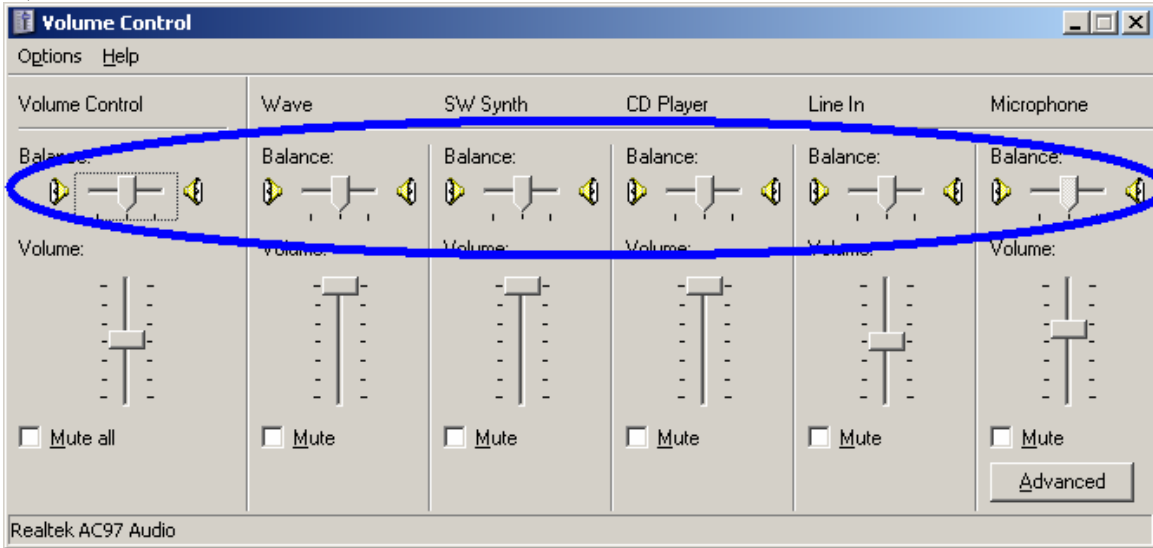 Volume Control
Options Help
Volume Control Wave SW Synth CD Player Line In Microphone
Balance: Balance: Balance: Balance: Balance: Balance:
Volume: Volume: Volume: Volume: Volume: Volume:
Mute all Mute Mute Mute Mute Mute
Advanced
Realtek AC97 Audio